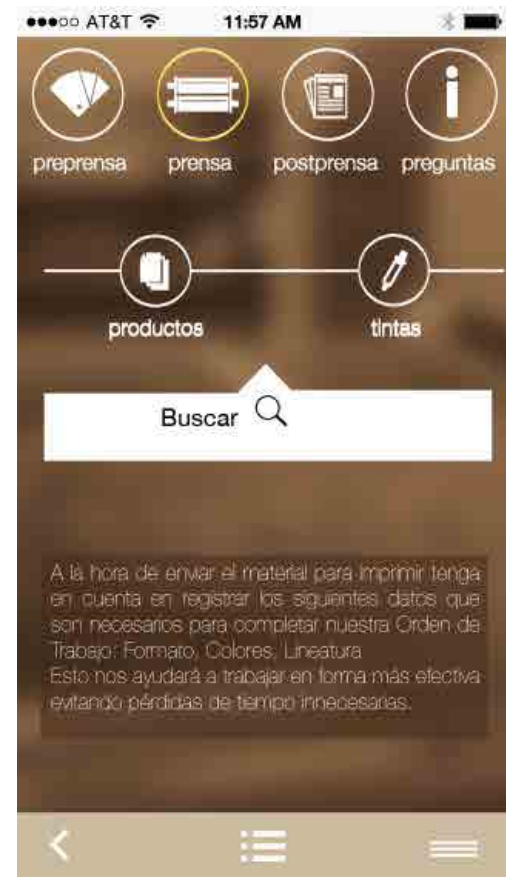 AT&T 11:57 AM
preprensa prensa postprensa preguntas
productos tintas
Buscar
A la hora de enviar el material para imprimir tenga
en cuenta en registrar los siguientes datos que
son necesarios para completar nuestra Orden de
Trabajo: Formato, Colores, Lineatura
Esto nos ayudará a trabajar en forma más efectiva
evitando pérdidas de tiempo innecesarias.